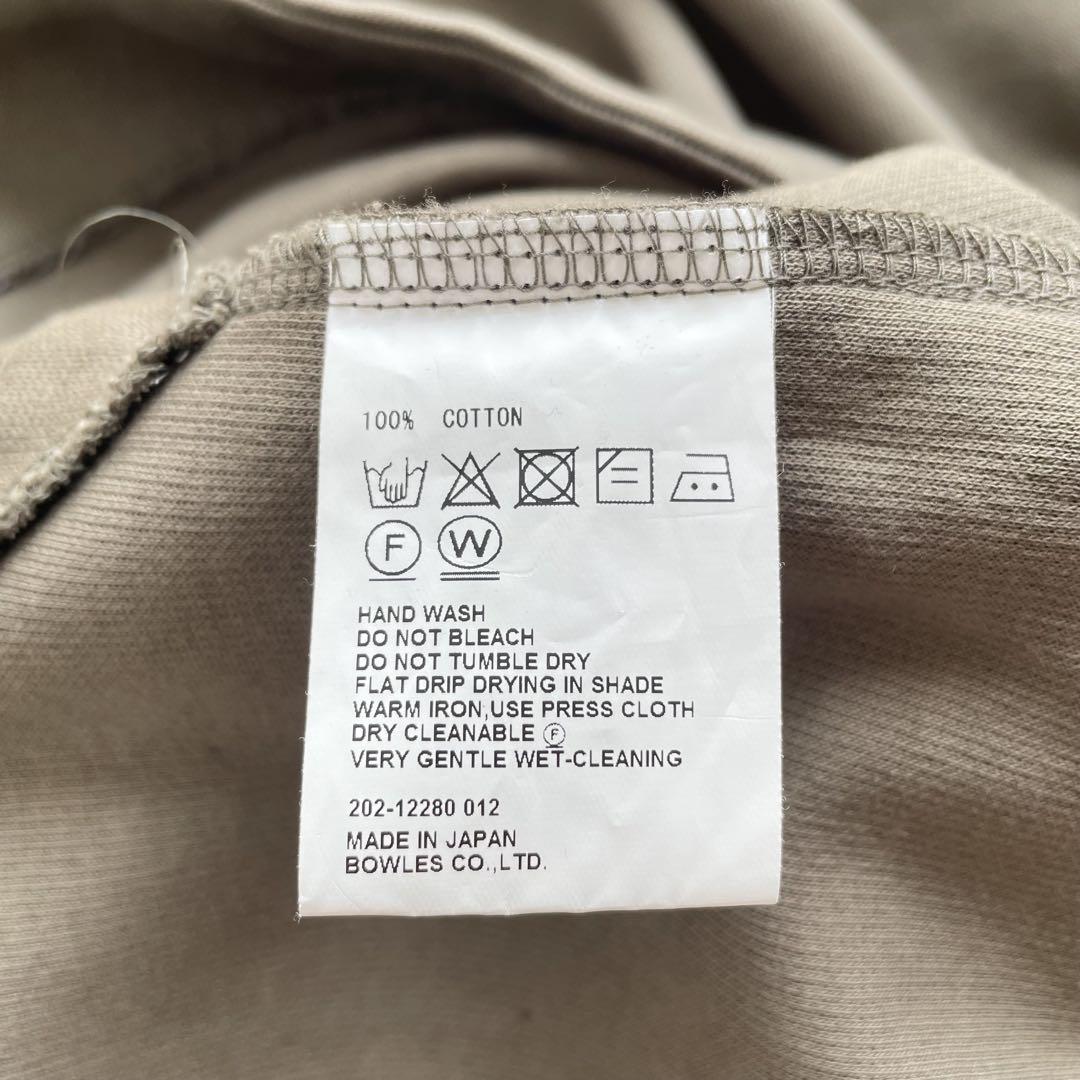 100% COTTON
F W
HAND WASH
DO NOT BLEACH
DO NOT TUMBLE DRY
FLAT DRIP DRYING IN SHADE
WARM IRON,USE PRESS CLOTH
DRY CLEANABLE Ⓕ
VERY GENTLE WET-CLEANING
202-12280 012
MADE IN JAPAN
BOWLES CO.,LTD.